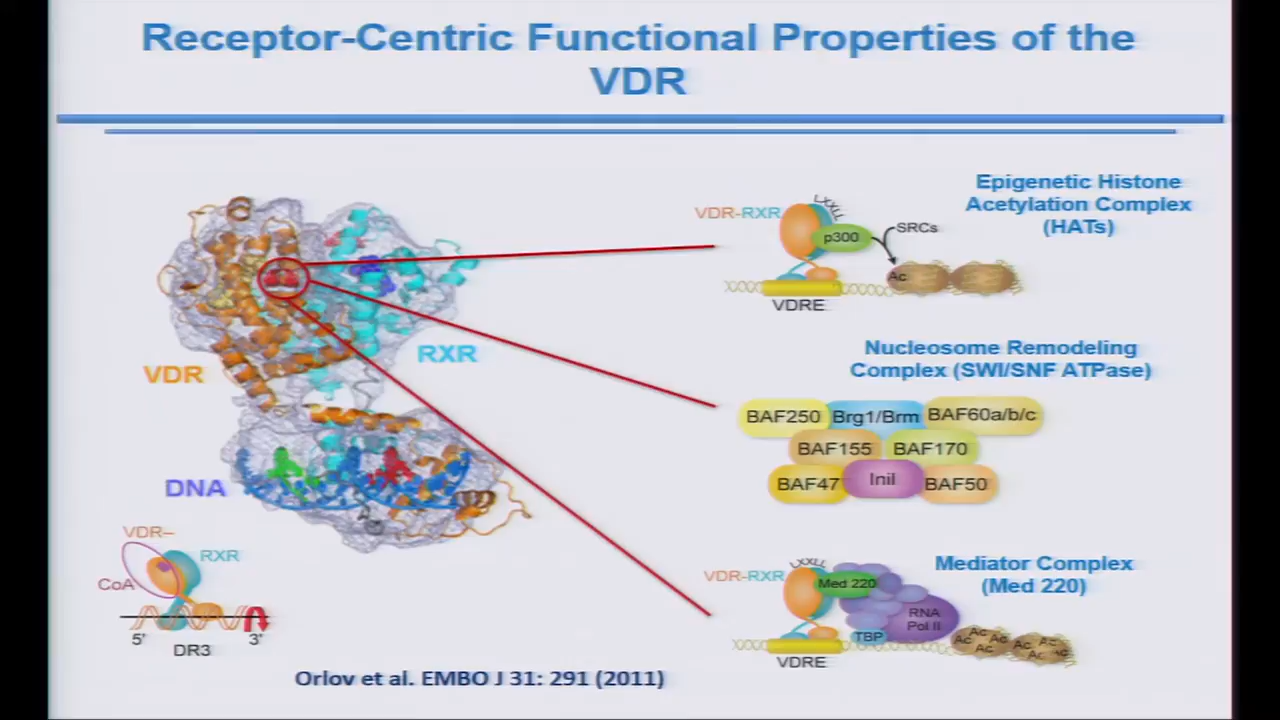 Receptor-Centric Functional Properties of the
VDR
Epigenetic Histone
Acetylation Complex
(HATs)
VDR-RXR
LXXLL
p300
SRCs
Ac
VDRE
RXR
VDR
DNA
Nucleosome Remodeling
Complex (SWI/SNF ATPase)
BAF250
Brg1/Brm
BAF60a/b/c
BAF155
BAF170
BAF47
Inil
BAF50
VDR–
RXR
CoA
5'
3'
DR3
Mediator Complex
(Med 220)
VDR-RXR
LXXLL
Med 220
RNA
Pol II
TBP
Ac
Ac
Ac
Ac
Ac
Ac
Ac
VDRE
Orlov et al. EMBO J 31: 291 (2011)